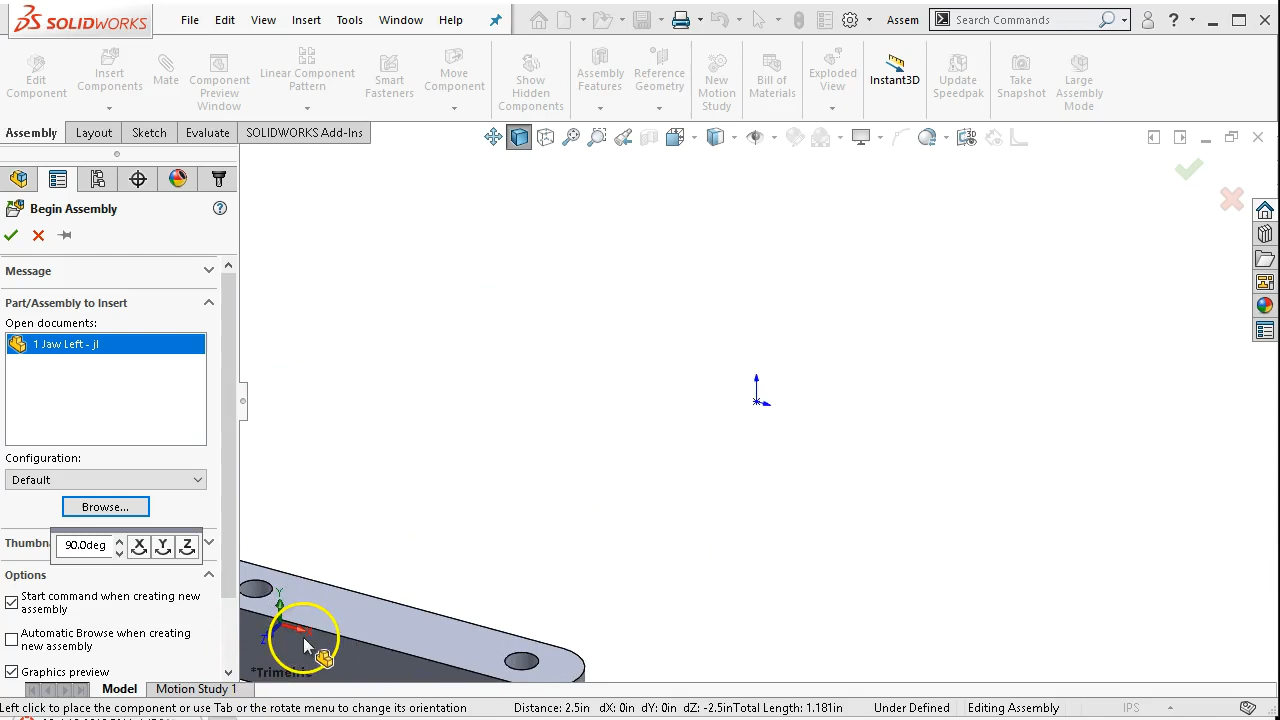 SOLIDWORKS File Edit View Insert Tools Window Help Assem Search Commands ?
Edit Component Insert Components Mate Component Preview Window Linear Component Pattern Smart Fasteners Move Component Show Hidden Components Assembly Features Reference Geometry New Motion Study Bill of Materials Exploded View Instant3D Update Speedpak Take Snapshot Large Assembly Mode
Assembly Layout Sketch Evaluate SOLIDWORKS Add-Ins
Begin Assembly ?
Message
Part/Assembly to Insert
Open documents:
1 Jaw Left - jl
Configuration:
Default
Browse...
90.0deg X Y Z
Options
Start command when creating new
assembly
Automatic Browse when creating
new assembly
Graphics preview
Y
Z
*Trimetric
Model Motion Study 1
Left click to place the component or use Tab or the rotate menu to change its orientation Distance: 2.5in dX: 0in dY: 0in dZ: -2.5in Total Length: 1.181in Under Defined Editing Assembly IPS